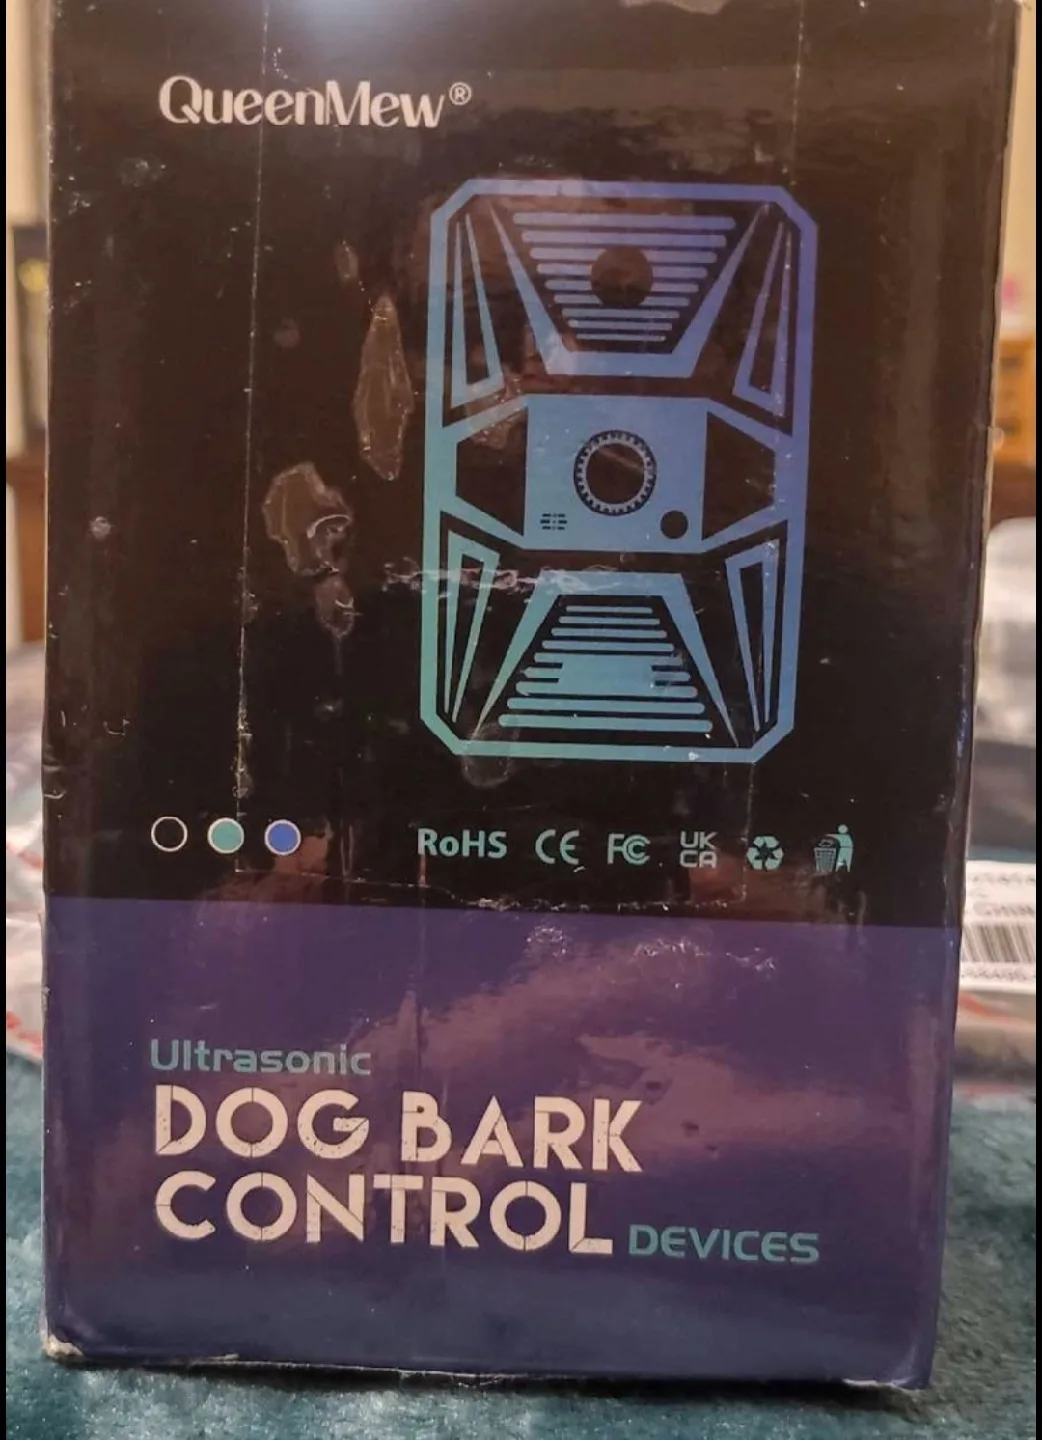 QueenMew®
RoHS CE FC UK CA
Ultrasonic
DOG BARK
CONTROL DEVICES